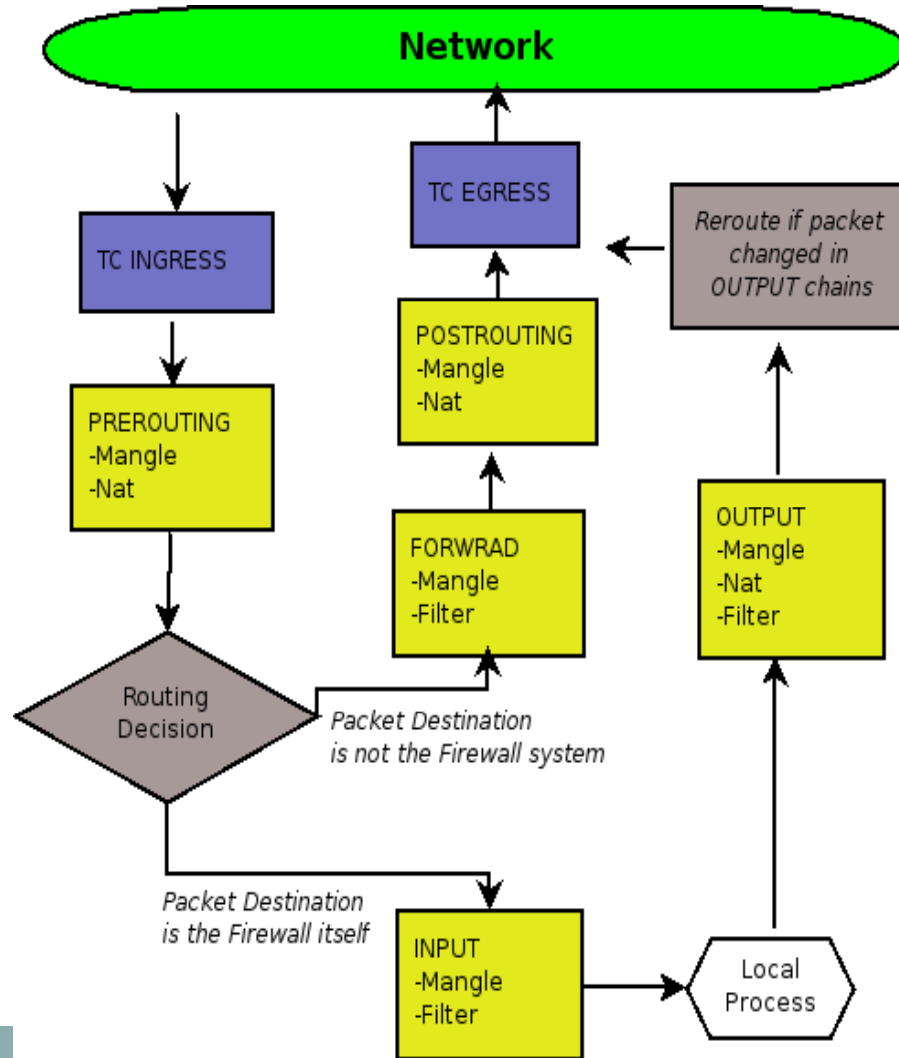 Network
TC INGRESS
PREROUTING
-Mangle
-Nat
Routing
Decision
Packet Destination
is not the Firewall system
Packet Destination
is the Firewall itself
TC EGRESS
POSTROUTING
-Mangle
-Nat
FORWRAD
-Mangle
-Filter
INPUT
-Mangle
-Filter
Local
Process
OUTPUT
-Mangle
-Nat
-Filter
Reroute if packet
changed in
OUTPUT chains